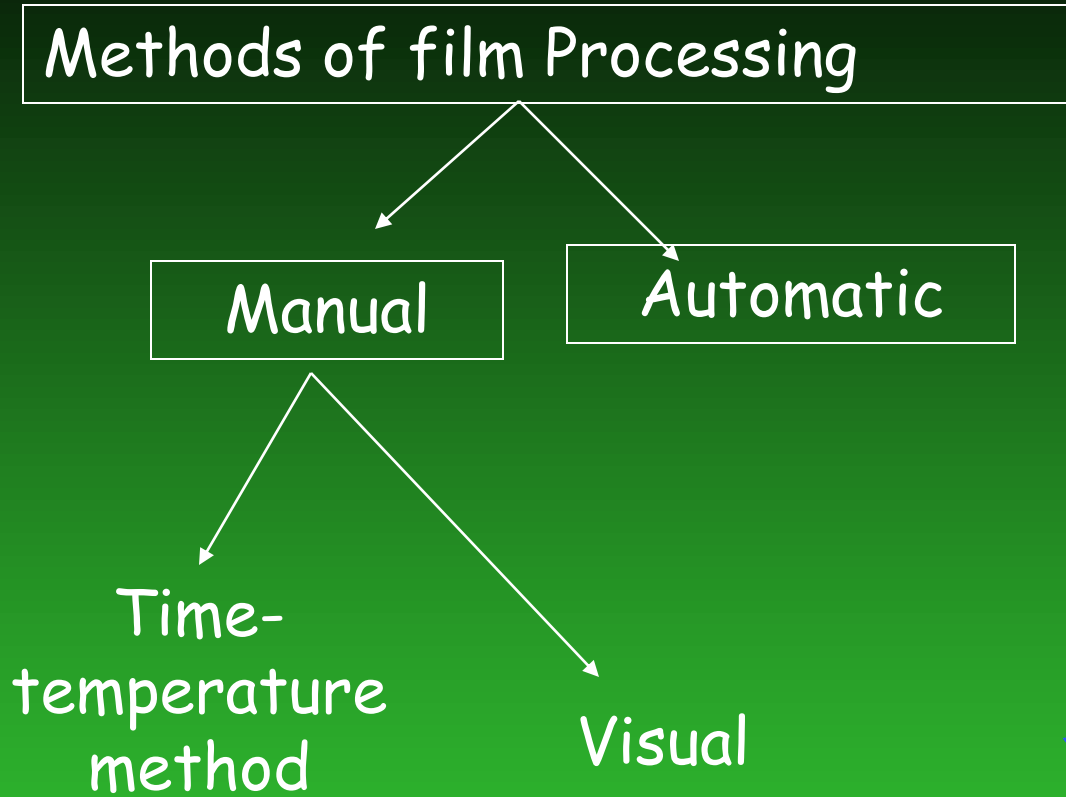 Methods of film Processing
Manual
Automatic
Time-
temperature
method
Visual